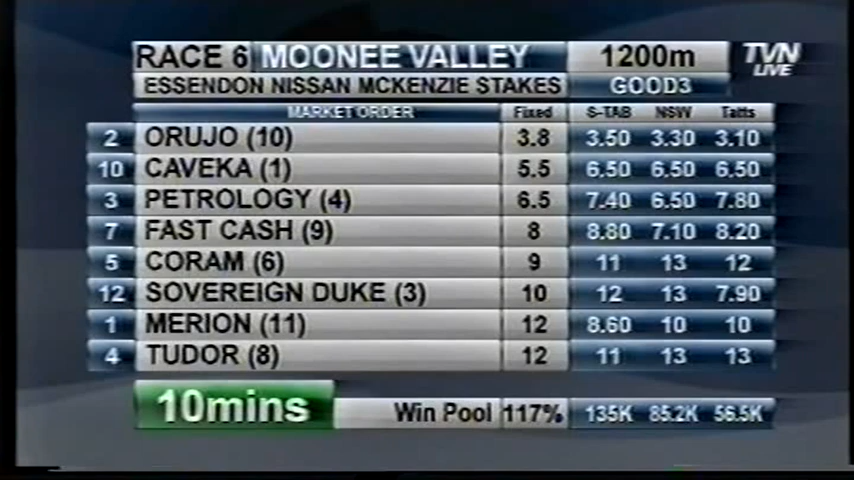 RACE 6 MOONEE VALLEY 1200m TVN
LIVE
ESSENDON NISSAN MCKENZIE STAKES GOOD3
MARKET ORDER Fixed S-TAB NSW Tatts
2 ORUJO (10) 3.8 3.50 3.30 3.10
10 CAVEKA (1) 5.5 6.50 6.50 6.50
3 PETROLOGY (4) 6.5 7.40 6.50 7.80
7 FAST CASH (9) 8 8.80 7.10 8.20
5 CORAM (6) 9 11 13 12
12 SOVEREIGN DUKE (3) 10 12 13 7.90
1 MERION (11) 12 8.60 10 10
4 TUDOR (8) 12 11 13 13
10mins Win Pool 117% 135K 85.2K 56.5K